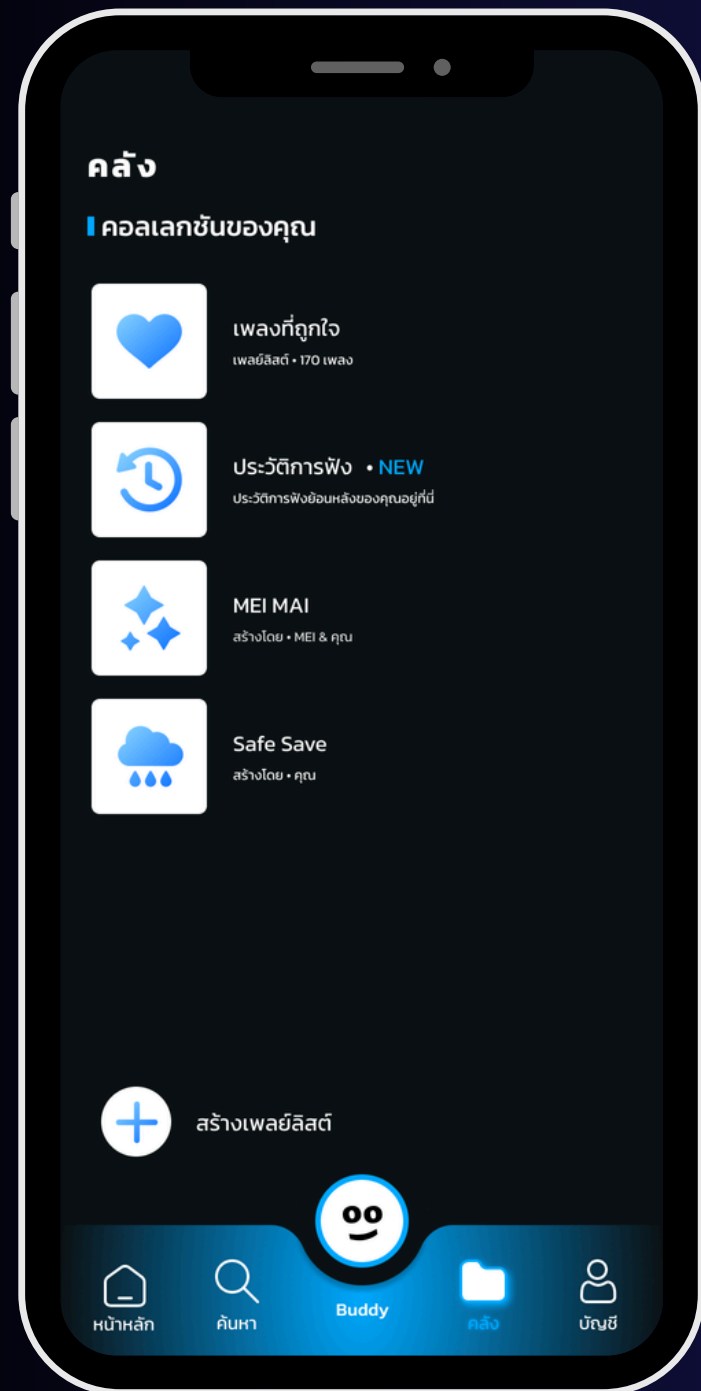 คลัง
คอลเลกชันของคุณ
เพลงที่ถูกใจ
เพลย์ลิสต์ • 170 เพลง
ประวัติการฟัง • NEW
ประวัติการฟังย้อนหลังของคุณอยู่ที่นี่
MEI MAI
สร้างโดย • MEI & คุณ
Safe Save
สร้างโดย • คุณ
สร้างเพลย์ลิสต์
หน้าหลัก
ค้นหา
Buddy
คลัง
บัญชี